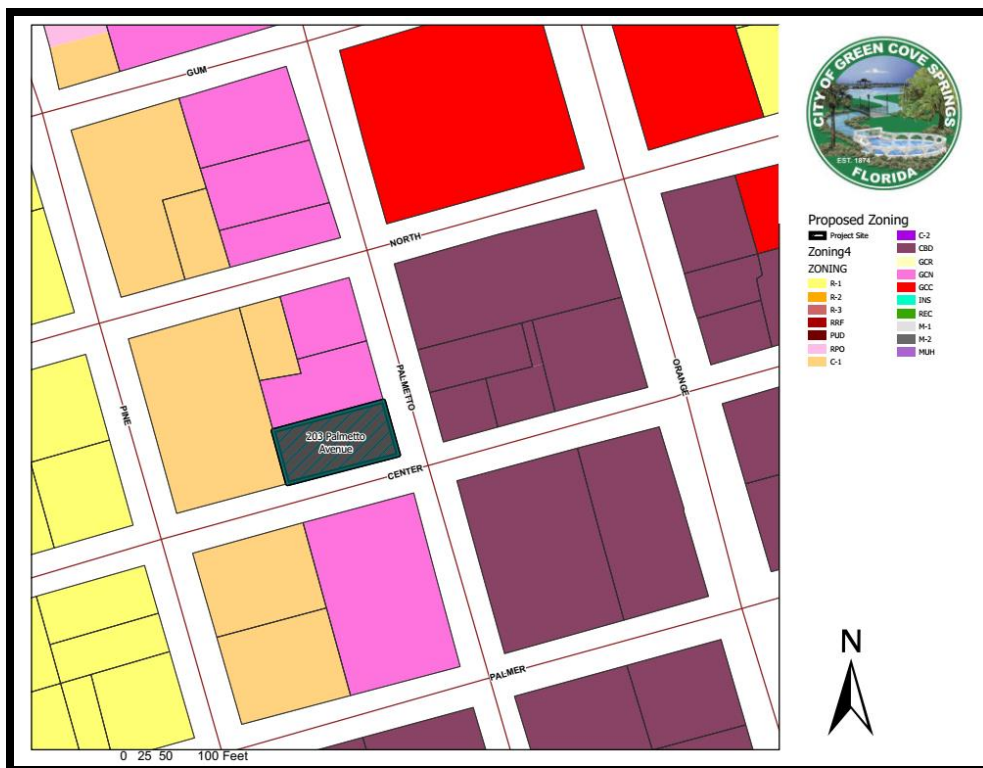 GUM
NORTH
PINE
PALMETTO
ORANGE
203 Palmetto
Avenue
CENTER
PALMER
0 25 50 100 Feet
CITY OF GREEN COVE SPRINGS
EST. 1874
FLORIDA
Proposed Zoning
Project Site
Zoning4
ZONING
R-1
R-2
R-3
RRF
PUD
RPO
C-1
C-2
CBD
GCR
GCN
GCC
INS
REC
M-1
M-2
MUH
N